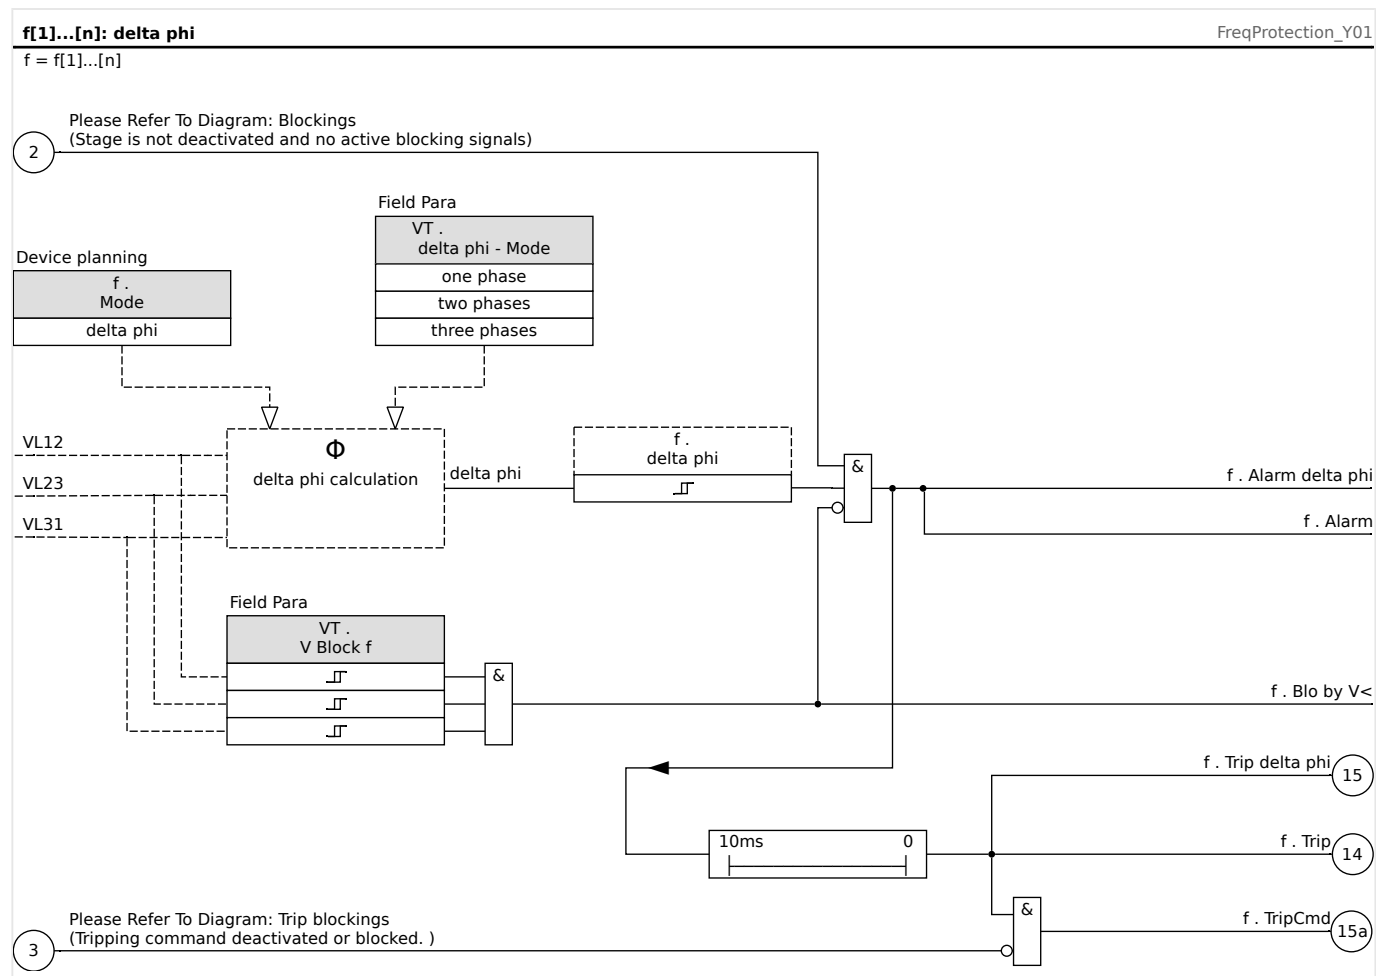 f[1]...[n]: delta phi
FreqProtection_Y01
f = f[1]...[n]
Please Refer To Diagram: Blockings
(Stage is not deactivated and no active blocking signals)
2
Field Para
VT .
delta phi - Mode
one phase
two phases
three phases
Device planning
f .
Mode
delta phi
VL12
VL23
VL31
Φ
delta phi calculation
delta phi
f .
delta phi
&
f . Alarm delta phi
f . Alarm
Field Para
VT .
V Block f
&
f . Blo by V<
f . Trip delta phi
15
10ms 0
f . Trip
14
&
f . TripCmd
15a
Please Refer To Diagram: Trip blockings
(Tripping command deactivated or blocked. )
3